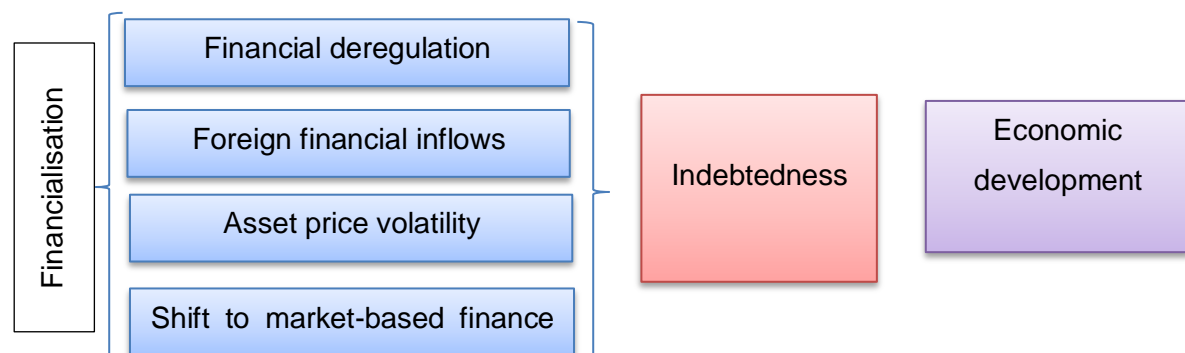 Financialisation
Financial deregulation
Foreign financial inflows
Asset price volatility
Shift to market-based finance
Indebtedness
Economic
development